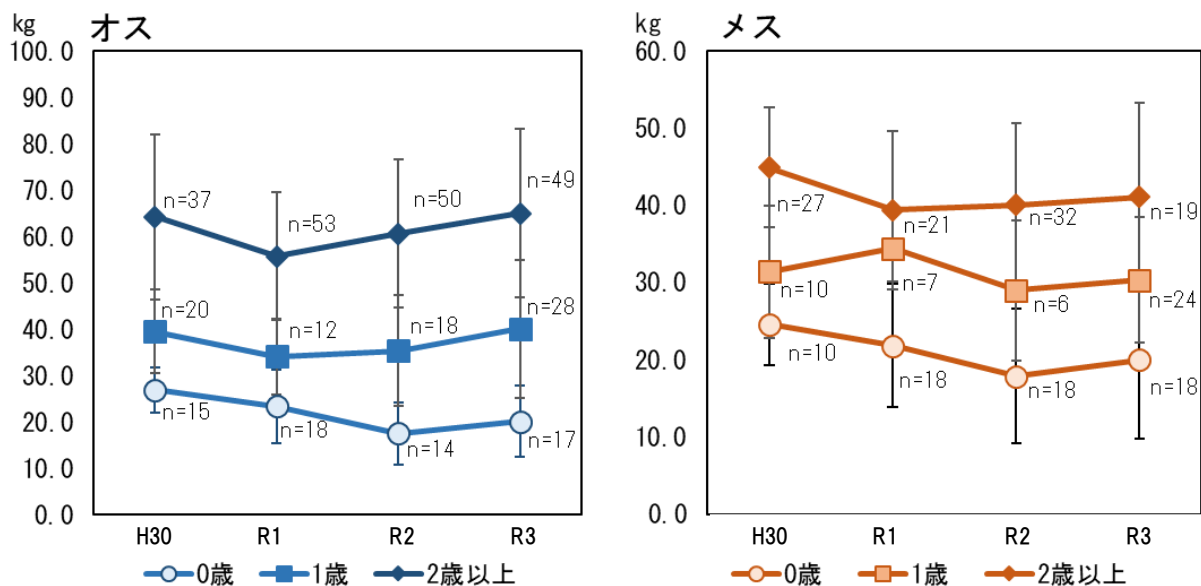 kg オス
100.0
90.0
80.0
70.0
60.0
50.0
40.0
30.0
20.0
10.0
0.0
n=37
n=53
n=50
n=49
n=20
n=12
n=18
n=28
n=15
n=18
n=14
n=17
H30 R1 R2 R3
0歳 1歳 2歳以上
kg メス
60.0
50.0
40.0
30.0
20.0
10.0
0.0
n=27
n=21
n=32
n=19
n=10
n=7
n=6
n=24
n=10
n=18
n=18
n=18
H30 R1 R2 R3
0歳 1歳 2歳以上